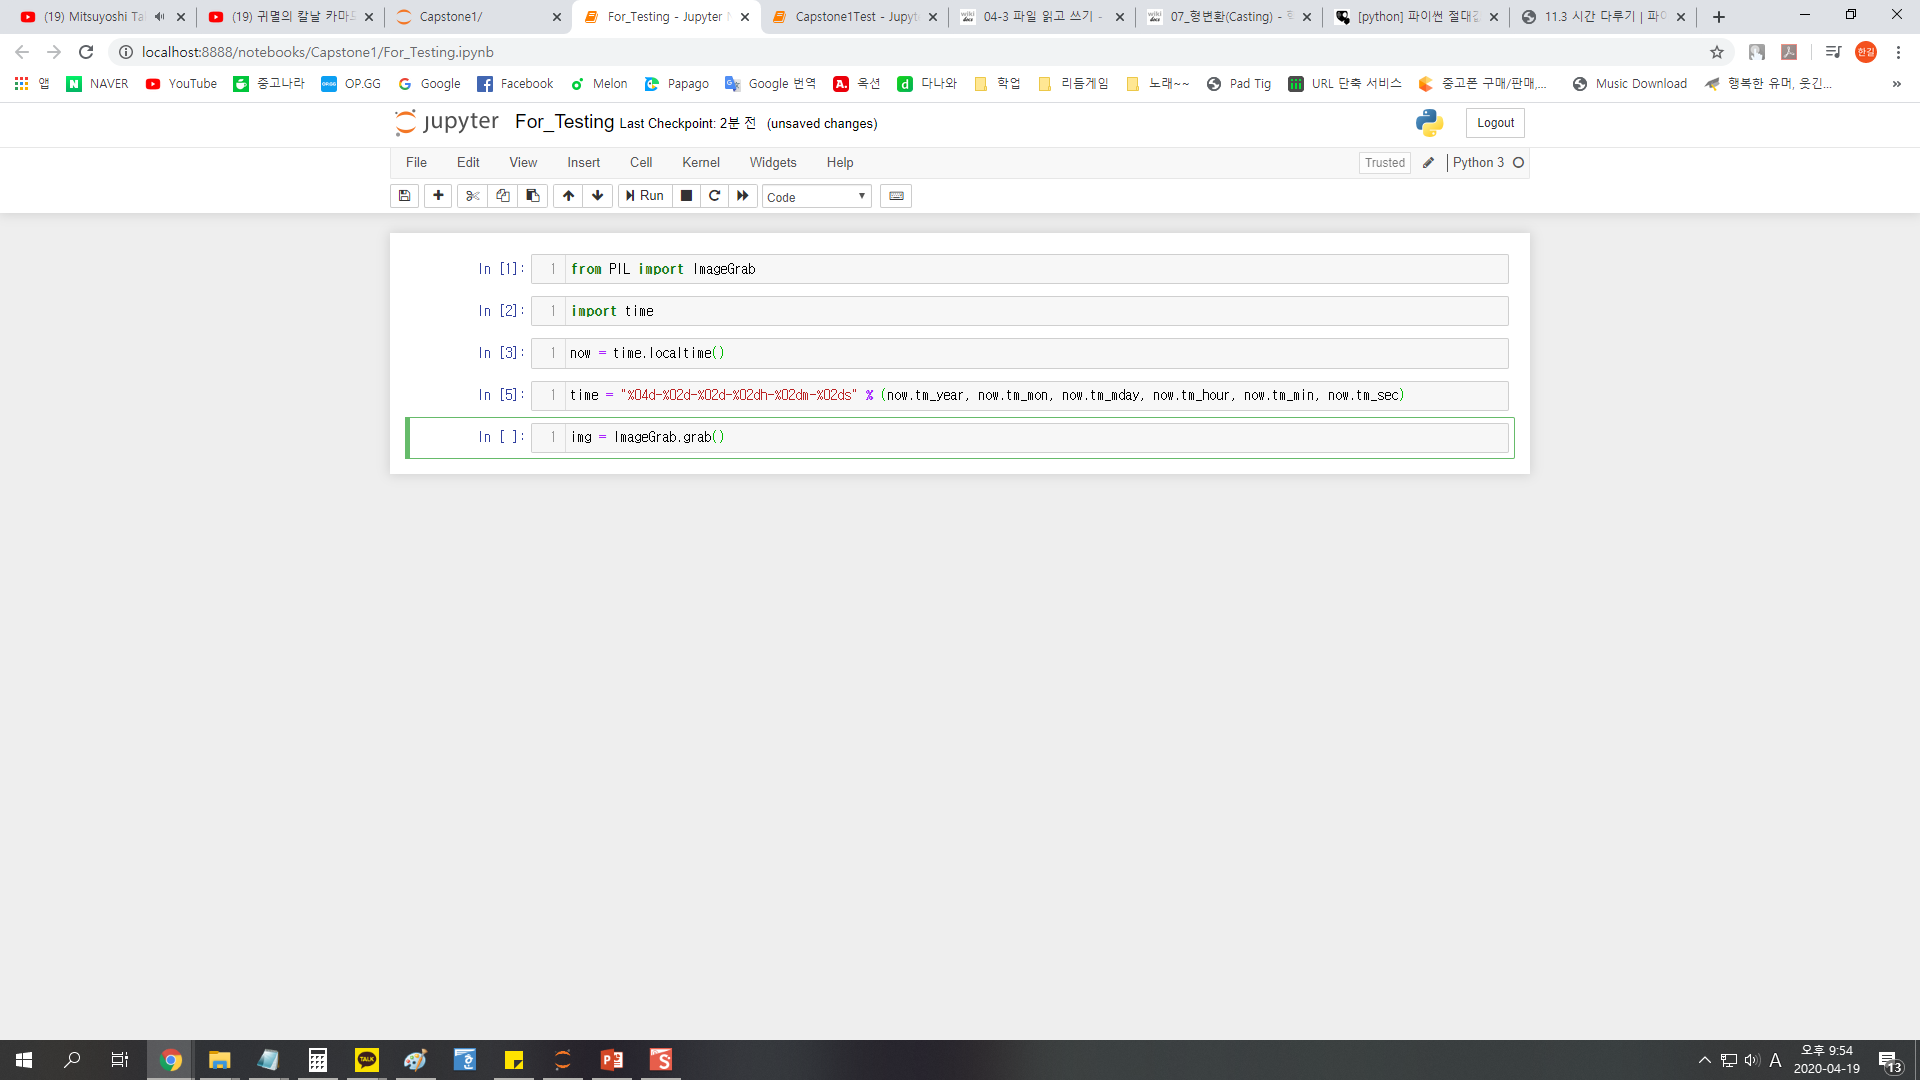 (19) Mitsuyoshi Ta
(19) 귀멸의 칼날 카마도
Capstone1/
For_Testing - Jupyter N
Capstone1Test - Jupyt
04-3 파일 읽고 쓰기 -
07_형변환(Casting) -
[python] 파이썬 절대값
11.3 시간 다루기 | 파이
localhost:8888/notebooks/Capstone1/For_Testing.ipynb
한길
앱
NAVER
YouTube
중고나라
OP.GG
Google
Facebook
Melon
Papago
Google 번역
옥션
다나와
학업
리듬게임
노래~~
Pad Tig
URL 단축 서비스
중고폰 구매/판매,...
Music Download
행복한 유머, 웃긴...
»
jupyter For_Testing Last Checkpoint: 2분 전 (unsaved changes)
Logout
File Edit View Insert Cell Kernel Widgets Help
Trusted
Python 3
Run
Code
In [1]: 1 from PIL import ImageGrab
In [2]: 1 import time
In [3]: 1 now = time.localtime()
In [5]: 1 time = "%04d-%02d-%02d-%02dh-%02dm-%02ds" % (now.tm_year, now.tm_mon, now.tm_mday, now.tm_hour, now.tm_min, now.tm_sec)
In [ ]: 1 img = ImageGrab.grab()
TALK
A
오후 9:54
2020-04-19
13